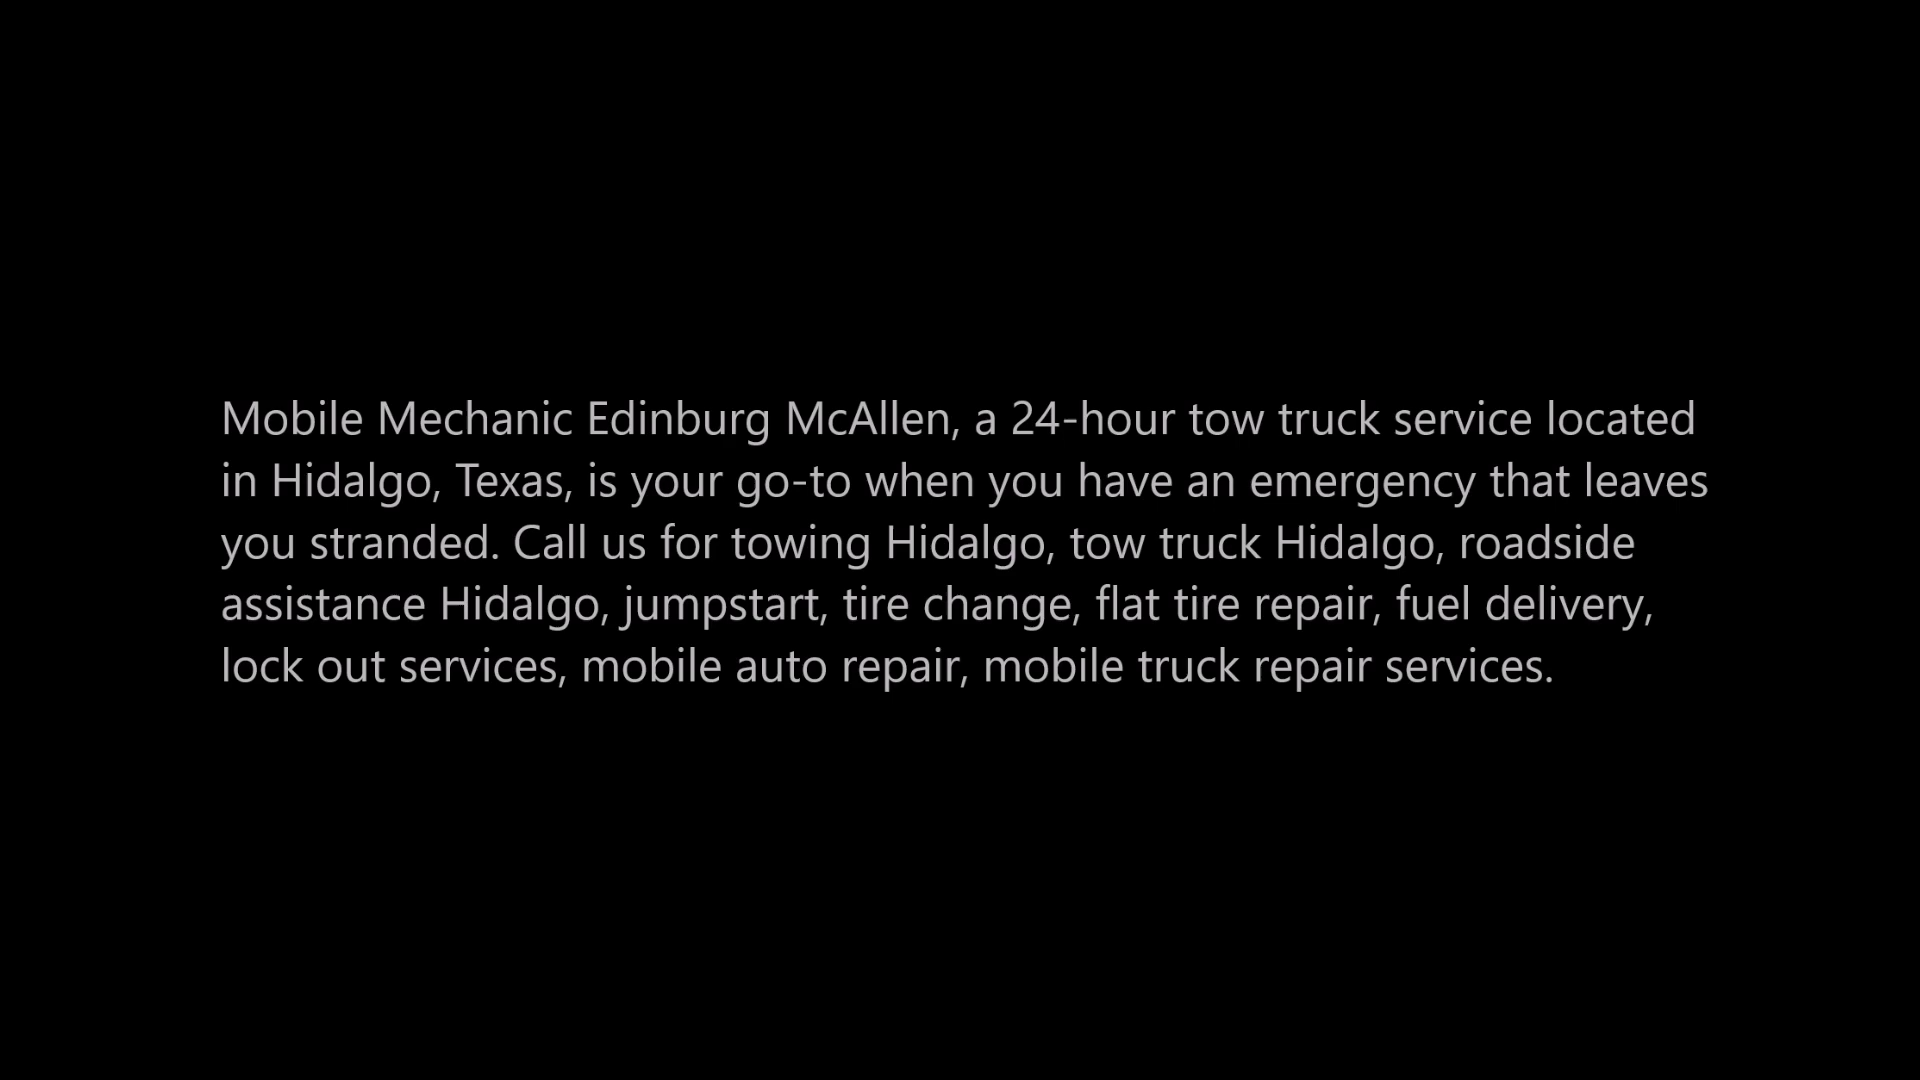 Mobile Mechanic Edinburg McAllen, a 24-hour tow truck service located
in Hidalgo, Texas, is your go-to when you have an emergency that leaves
you stranded. Call us for towing Hidalgo, tow truck Hidalgo, roadside
assistance Hidalgo, jumpstart, tire change, flat tire repair, fuel delivery,
lock out services, mobile auto repair, mobile truck repair services.